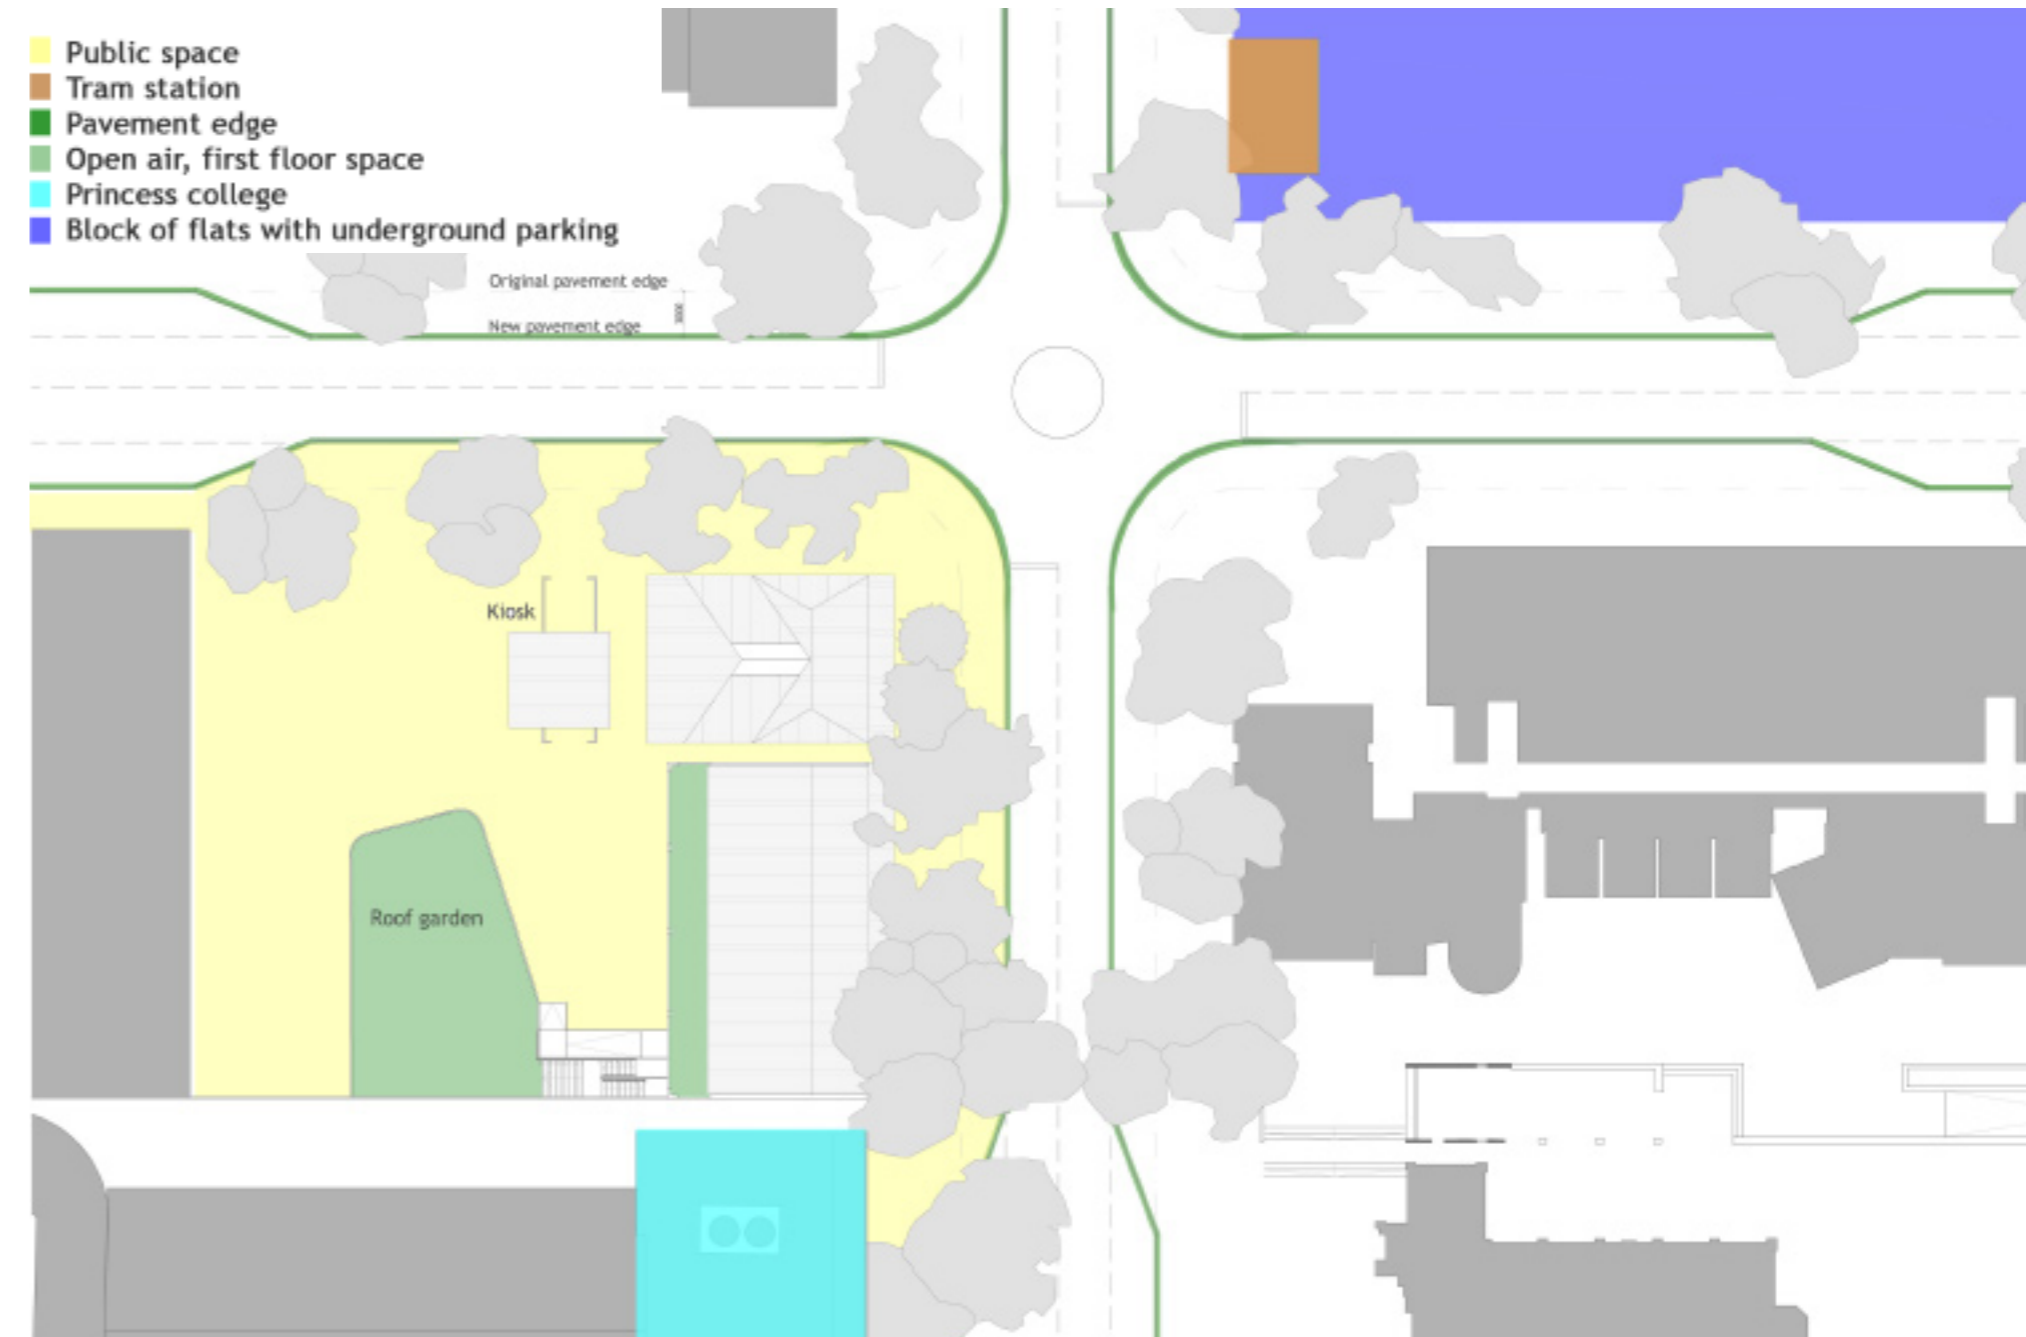 Public space
Tram station
Pavement edge
Open air, first floor space
Princess college
Block of flats with underground parking
Original pavement edge
New pavement edge
Kiosk
Roof garden